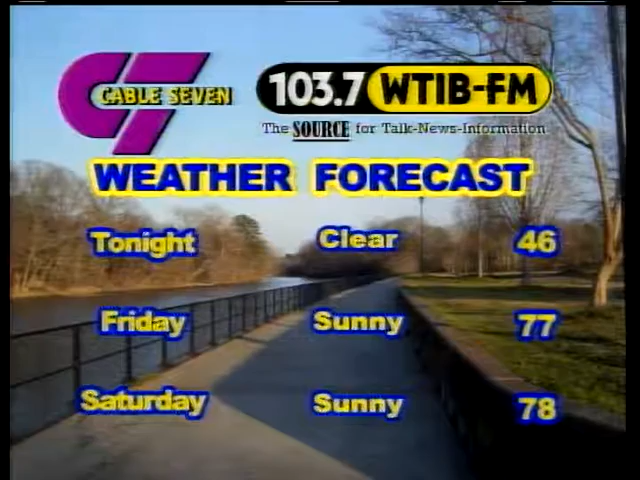 CABLE SEVEN
103.7 WTIB-FM
The SOURCE for Talk-News-Information
WEATHER FORECAST
Tonight Clear 46
Friday Sunny 77
Saturday Sunny 78